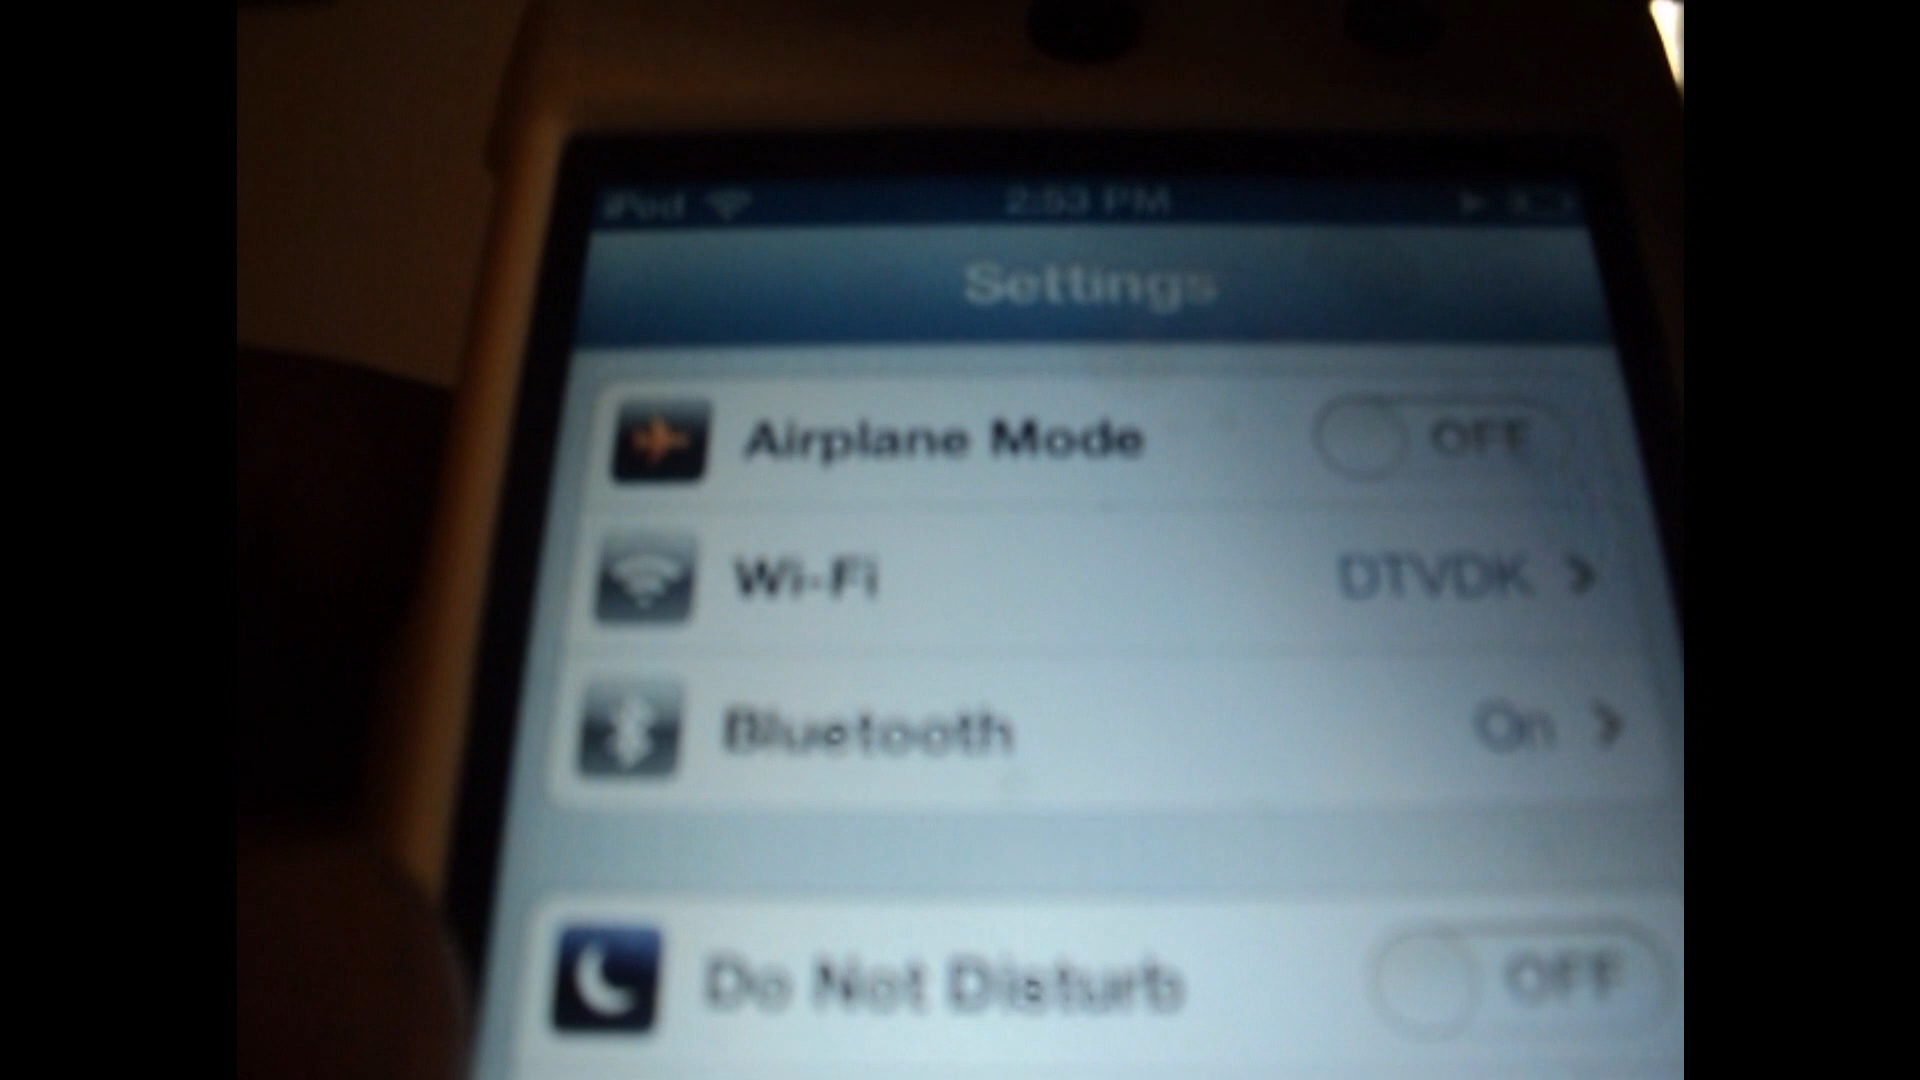 iPod 2:53 PM
Settings
Airplane Mode OFF
Wi-Fi DTVDK
Bluetooth On
Do Not Disturb OFF